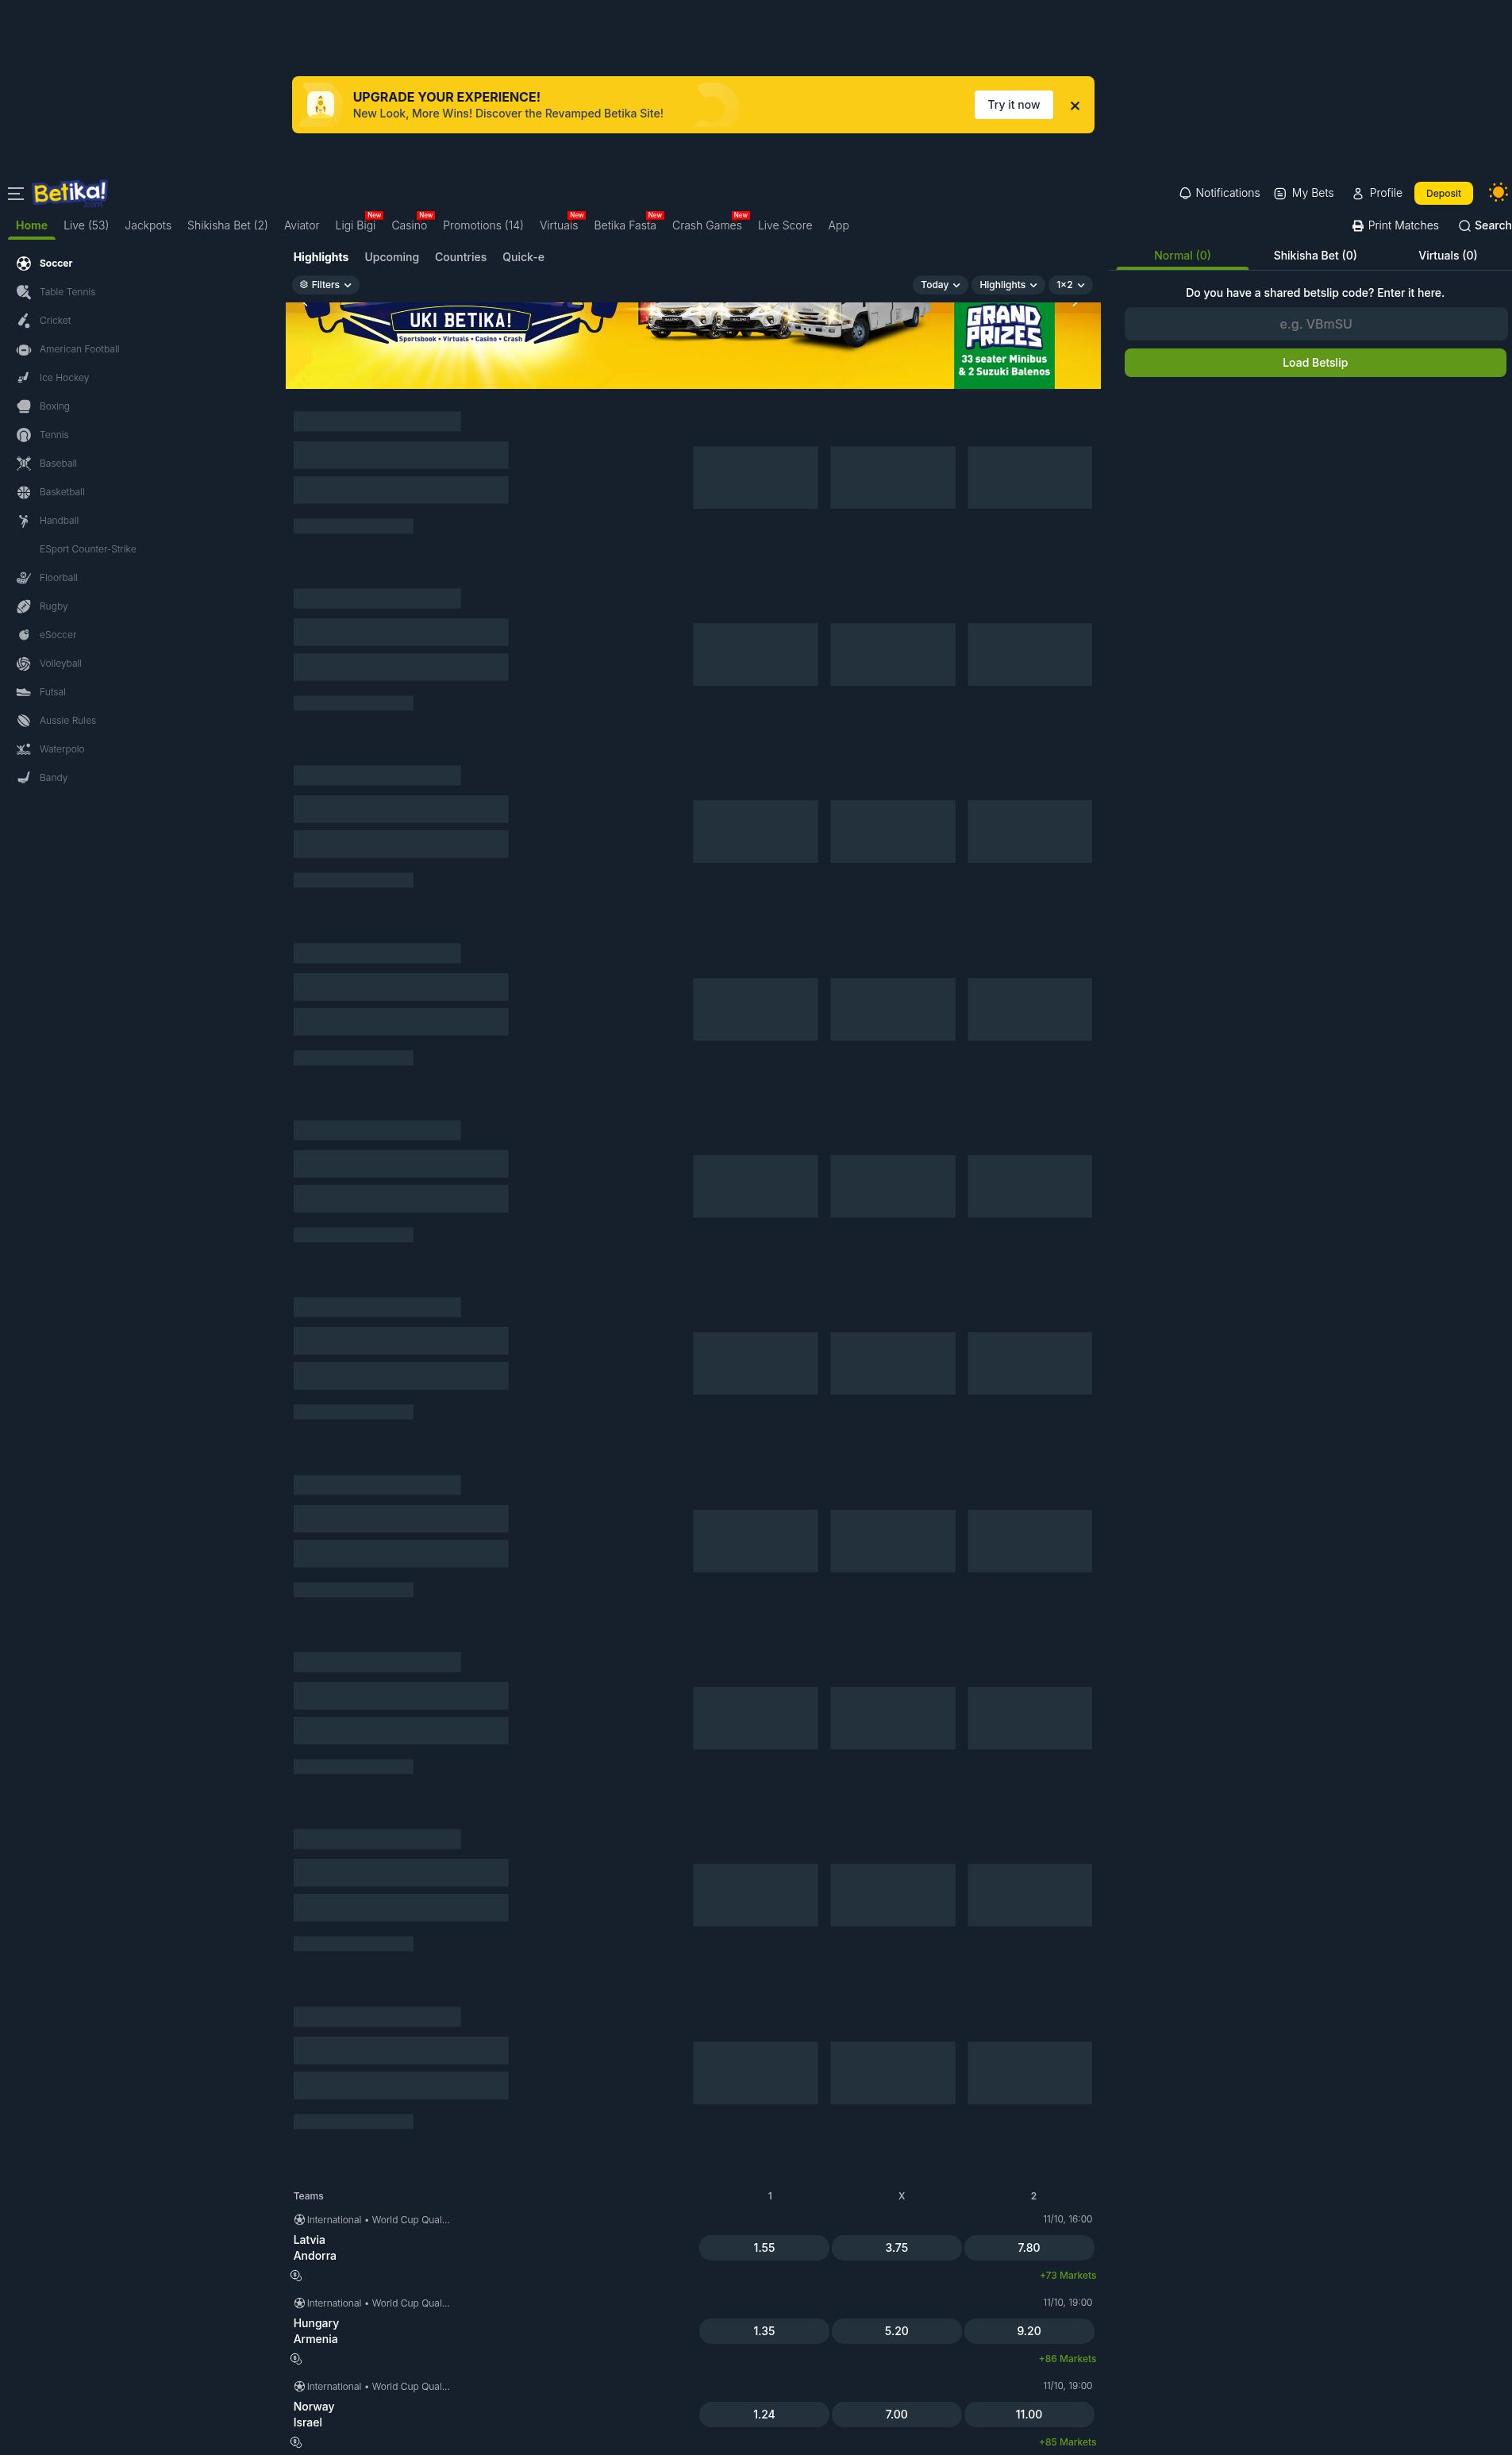 UPGRADE YOUR EXPERIENCE!
New Look, More Wins! Discover the Revamped Betika Site!
Try it now
Betika!
.com
Notifications
My Bets
Profile
Deposit
Home
Live (53)
Jackpots
Shikisha Bet (2)
Aviator
Ligi Bigi
New
Casino
New
Promotions (14)
Virtuals
New
Betika Fasta
New
Crash Games
New
Live Score
App
Print Matches
Search
Soccer
Table Tennis
Cricket
American Football
Ice Hockey
Boxing
Tennis
Baseball
Basketball
Handball
ESport Counter-Strike
Floorball
Rugby
eSoccer
Volleyball
Futsal
Aussie Rules
Waterpolo
Bandy
Highlights
Upcoming
Countries
Quick-e
Filters
Today
Highlights
1x2
UKI BETIKA!
Sportsbook • Virtuals • Casino • Crash
GRAND
PRIZES
33 seater Minibus
& 2 Suzuki Balenos
Normal (0)
Shikisha Bet (0)
Virtuals (0)
Do you have a shared betslip code? Enter it here.
e.g. VBmSU
Load Betslip
Teams 1 X 2
International • World Cup Qual... 11/10, 16:00
Latvia
Andorra
1.55 3.75 7.80
+73 Markets
International • World Cup Qual... 11/10, 19:00
Hungary
Armenia
1.35 5.20 9.20
+86 Markets
International • World Cup Qual... 11/10, 19:00
Norway
Israel
1.24 7.00 11.00
+85 Markets